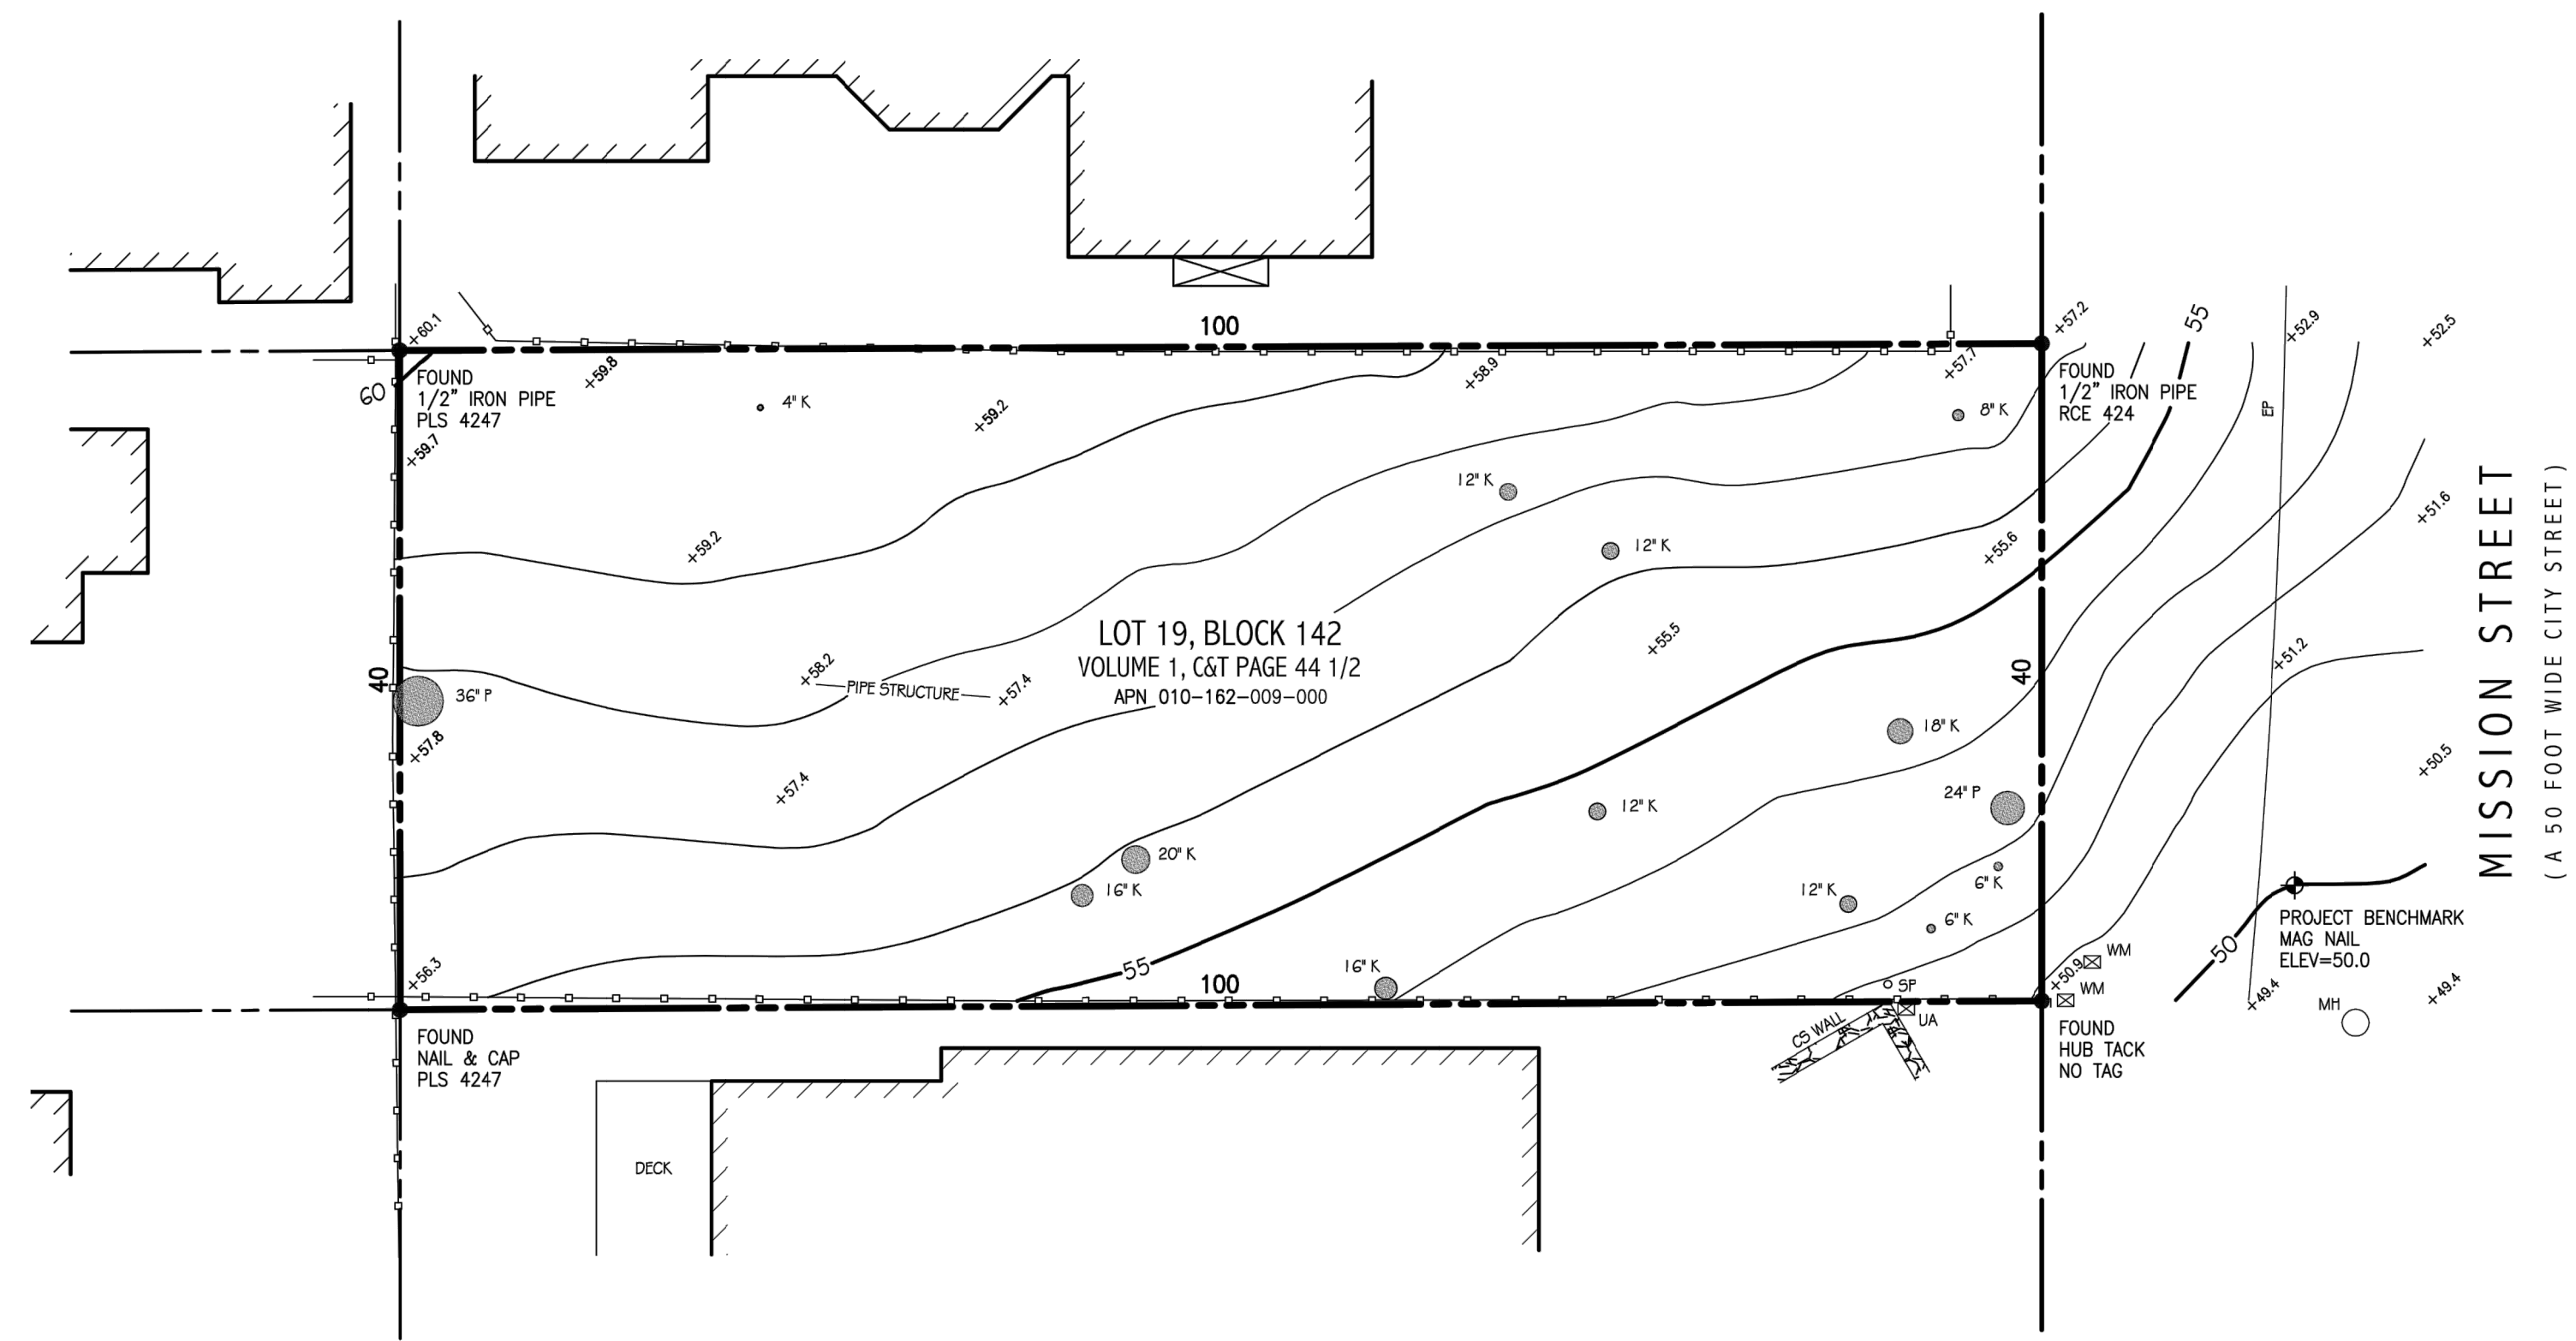 100
+60.1
+57.2
55
+52.9
+52.5
60
FOUND
1/2" IRON PIPE
PLS 4247
+59.8
+58.9
+57.7
FOUND
1/2" IRON PIPE
RCE 424
4" K
+59.2
8" K
EP
+59.7
12" K
+51.6
+59.2
12" K
+55.6
MISSION STREET
( A 50 FOOT WIDE CITY STREET )
LOT 19, BLOCK 142
VOLUME 1, C&T PAGE 44 1/2
APN 010-162-009-000
+55.5
+51.2
40
40
36" P
+58.2
PIPE STRUCTURE
+57.4
18" K
+57.8
+57.4
+50.5
12" K
24" P
20" K
16" K
12" K
6" K
6" K
PROJECT BENCHMARK
MAG NAIL
ELEV=50.0
50
WM
+56.3
55
100
16" K
SP
+50.9
WM
+49.4
+49.4
MH
FOUND
NAIL & CAP
PLS 4247
CS WALL
UA
FOUND
HUB TACK
NO TAG
DECK